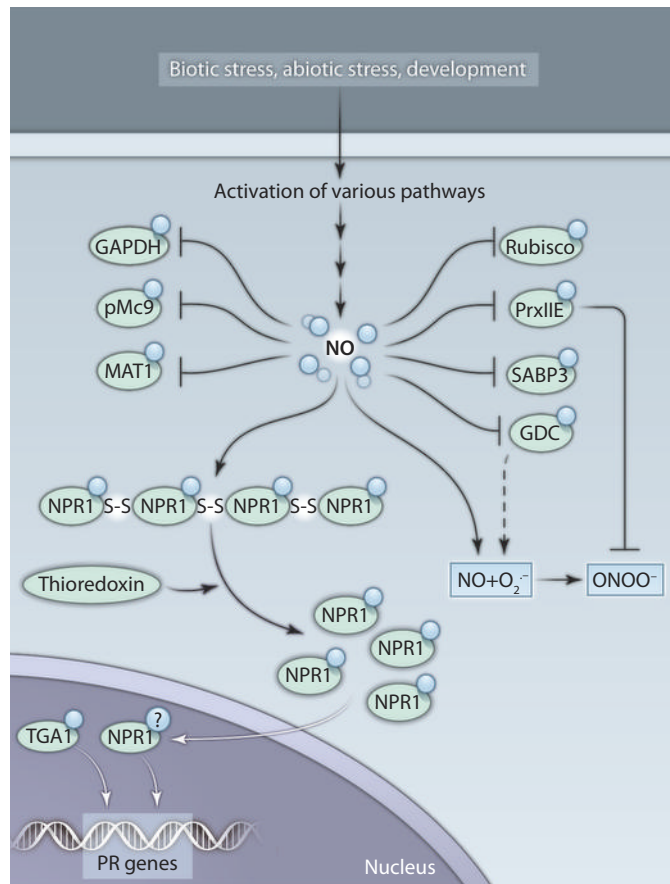 Biotic stress, abiotic stress, development
Activation of various pathways
GAPDH
Rubisco
pMc9
PrxIIE
NO
MAT1
SABP3
GDC
NPR1 S-S NPR1 S-S NPR1 S-S NPR1
Thioredoxin
NO+O₂·⁻
ONOO⁻
NPR1
NPR1
NPR1
NPR1
TGA1
NPR1
?
PR genes
Nucleus